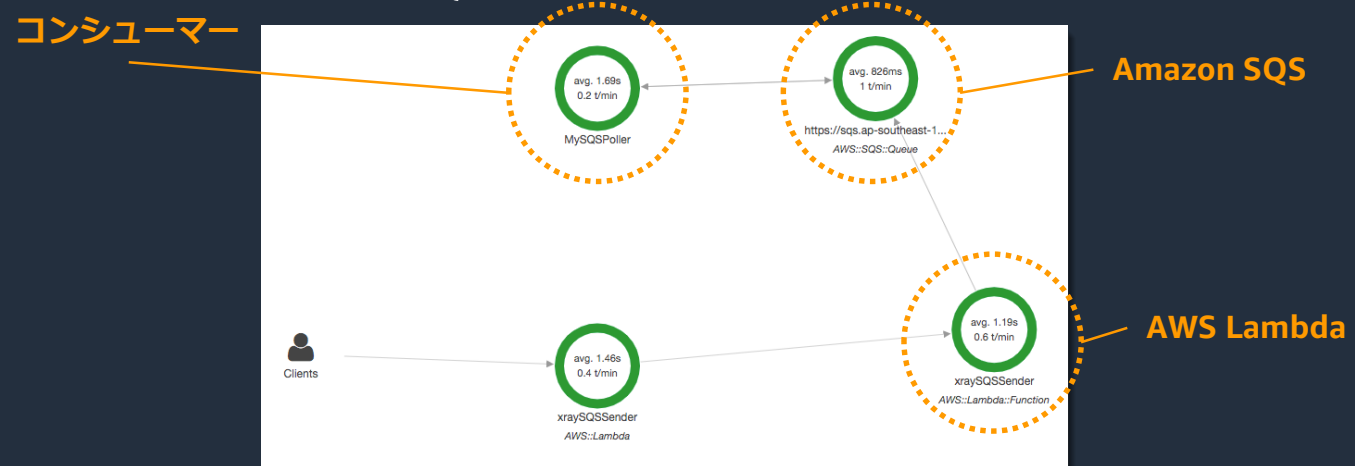 コンシューマー
avg. 1.69s
0.2 t/min
MySQSPoller
avg. 826ms
1 t/min
https://sqs.ap-southeast-1...
AWS::SQS::Queue
Amazon SQS
Clients
avg. 1.46s
0.4 t/min
xraySQSSender
AWS::Lambda
avg. 1.19s
0.6 t/min
xraySQSSender
AWS::Lambda::Function
AWS Lambda